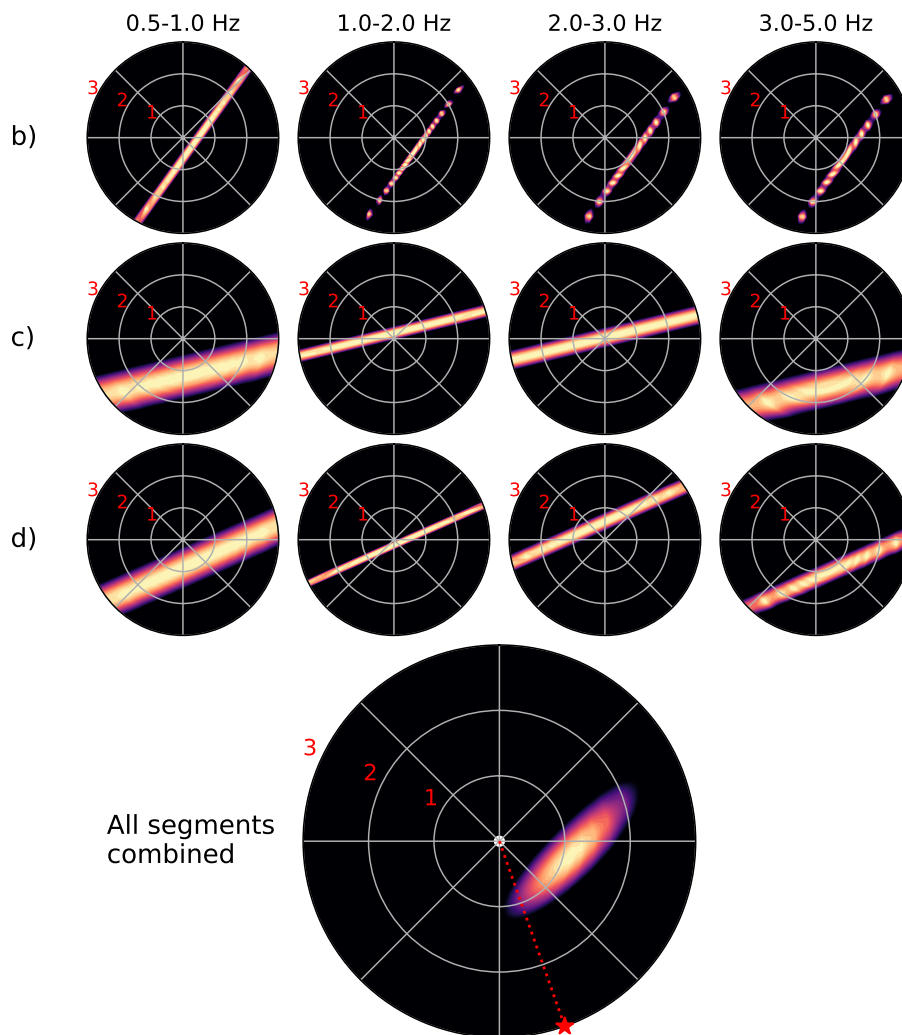 0.5-1.0 Hz 1.0-2.0 Hz 2.0-3.0 Hz 3.0-5.0 Hz
3 2 1 3 2 1 3 2 1 3 2 1
b)
3 2 1 3 2 1 3 2 1 3 2 1
c)
3 2 1 3 2 1 3 2 1 3 2 1
d)
3
2
1
All segments
combined